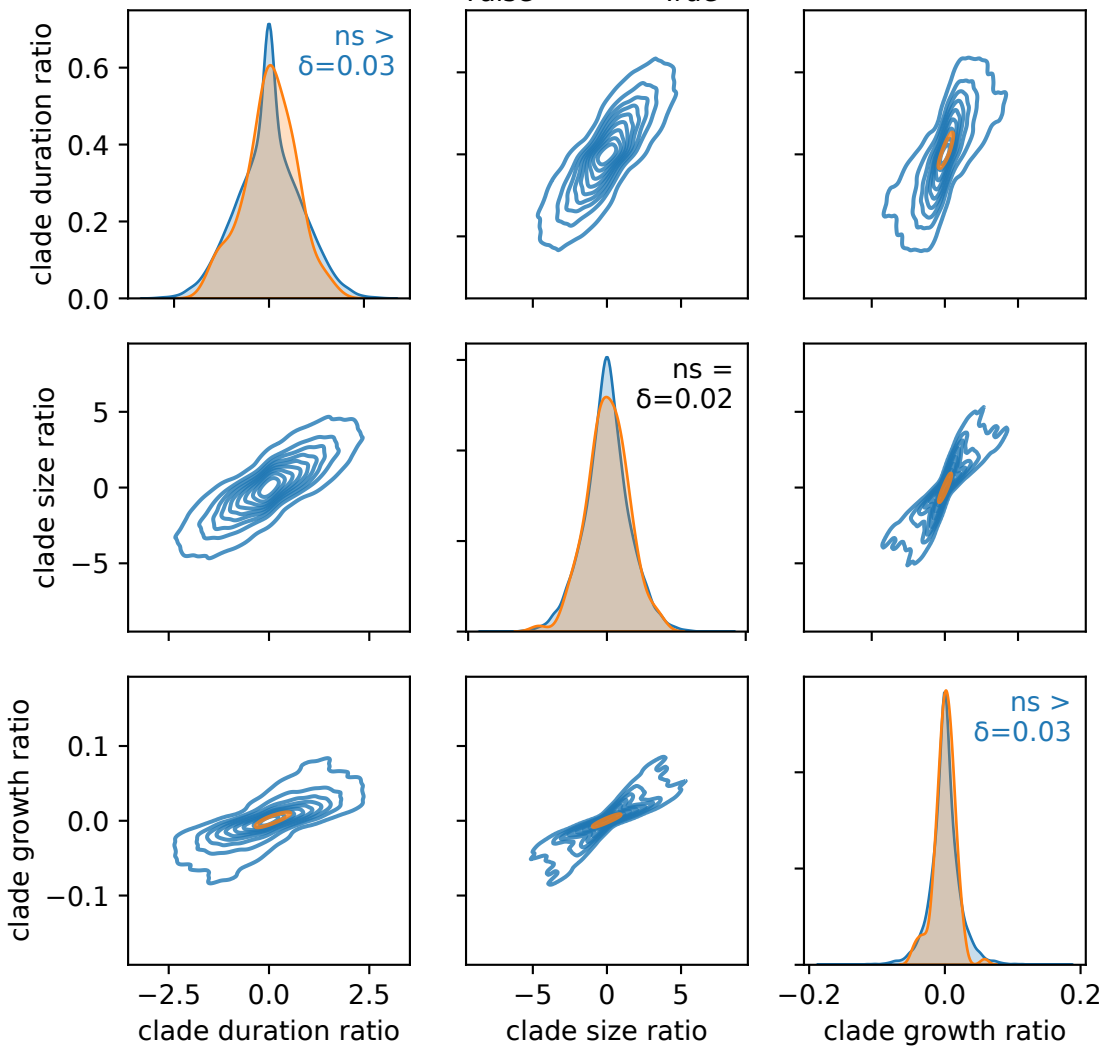 False True
clade duration ratio
0.6
0.4
0.2
0.0
ns >
δ=0.03
clade size ratio
5
0
−5
ns =
δ=0.02
clade growth ratio
0.1
0.0
−0.1
ns >
δ=0.03
−2.5 0.0 2.5
−5 0 5
−0.2 0.0 0.2
clade duration ratio
clade size ratio
clade growth ratio